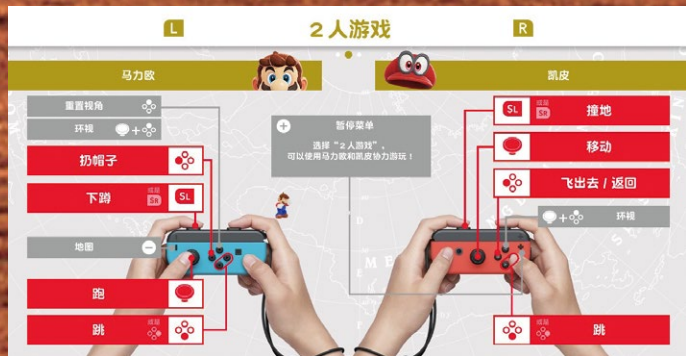 L
2人游戏
R
马力欧
凯皮
重置视角
环视
+
扔帽子
下蹲
或是
SR
SL
地图
跑
跳
或是
暂停菜单
选择“2人游戏”,
可以使用马力欧和凯皮协力游玩!
SL
或是
SR
撞地
移动
飞出去 / 返回
+
环视
或是
跳